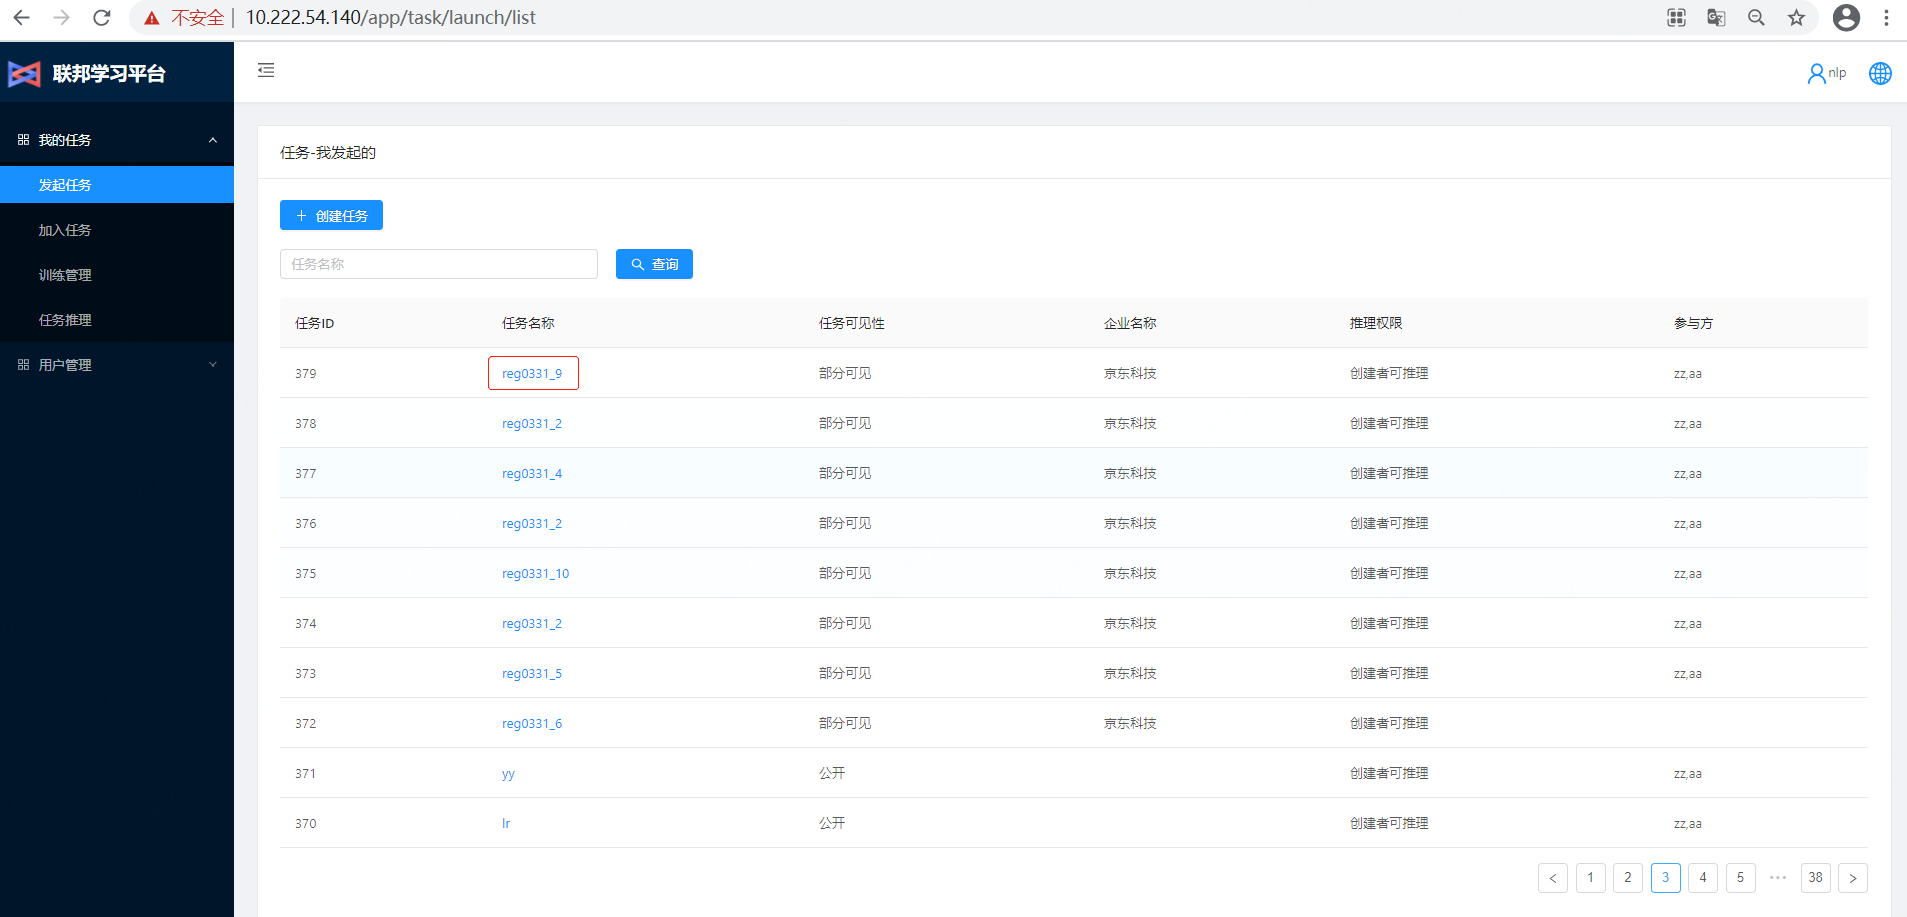 不安全 | 10.222.54.140/app/task/launch/list
联邦学习平台
nlp
我的任务
发起任务
加入任务
训练管理
任务推理
用户管理
任务-我发起的
+ 创建任务
任务名称
查询
任务ID 任务名称 任务可见性 企业名称 推理权限 参与方
379 reg0331_9 部分可见 京东科技 创建者可推理 zz,aa
378 reg0331_2 部分可见 京东科技 创建者可推理 zz,aa
377 reg0331_4 部分可见 京东科技 创建者可推理 zz,aa
376 reg0331_2 部分可见 京东科技 创建者可推理 zz,aa
375 reg0331_10 部分可见 京东科技 创建者可推理 zz,aa
374 reg0331_2 部分可见 京东科技 创建者可推理 zz,aa
373 reg0331_5 部分可见 京东科技 创建者可推理 zz,aa
372 reg0331_6 部分可见 京东科技 创建者可推理
371 yy 公开 创建者可推理 zz,aa
370 lr 公开 创建者可推理 zz,aa
< 1 2 3 4 5 ··· 38 >